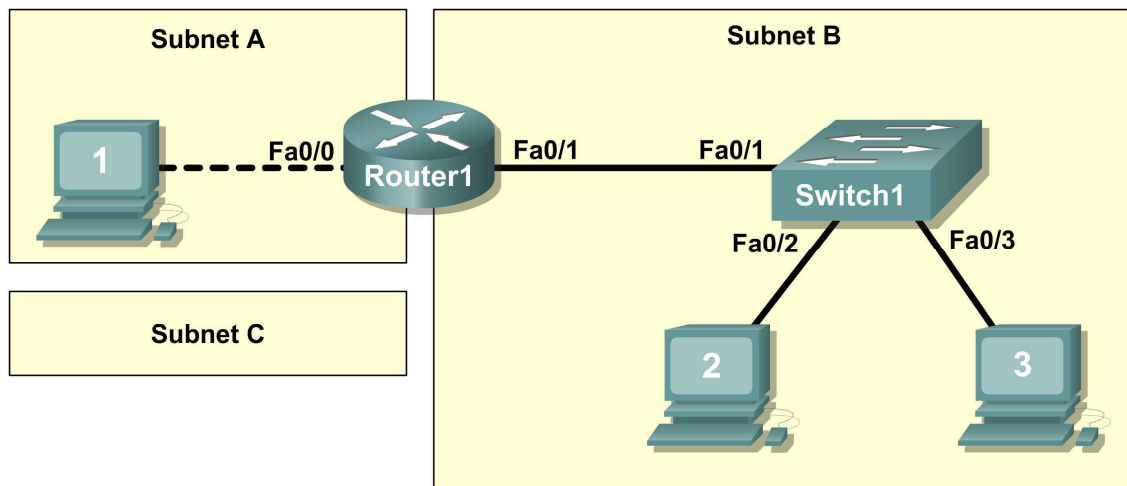 Subnet A
Subnet B
1
Fa0/0
Router1
Fa0/1
Fa0/1
Switch1
Fa0/2
Fa0/3
Subnet C
2
3